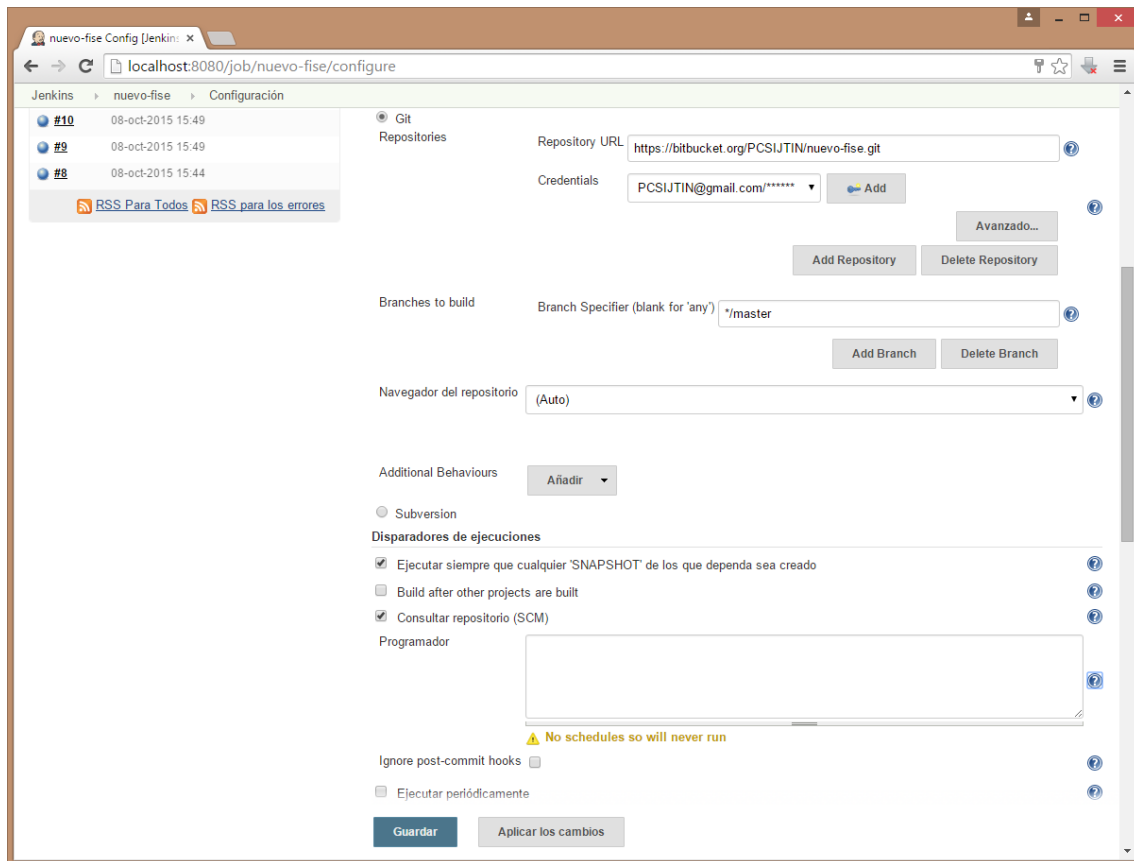 nuevo-fise Config [Jenkins
localhost:8080/job/nuevo-fise/configure
Jenkins nuevo-fise Configuración
#10 08-oct-2015 15:49
#9 08-oct-2015 15:49
#8 08-oct-2015 15:44
RSS Para Todos RSS para los errores
Git
Repositories
Repository URL https://bitbucket.org/PCSIJTIN/nuevo-fise.git
Credentials PCSIJTIN@gmail.com/****** Add
Avanzado...
Add Repository Delete Repository
Branches to build Branch Specifier (blank for 'any') */master
Add Branch Delete Branch
Navegador del repositorio (Auto)
Additional Behaviours Añadir
Subversion
Disparadores de ejecuciones
Ejecutar siempre que cualquier 'SNAPSHOT' de los que dependa sea creado
Build after other projects are built
Consultar repositorio (SCM)
Programador
No schedules so will never run
Ignore post-commit hooks
Ejecutar periódicamente
Guardar Aplicar los cambios